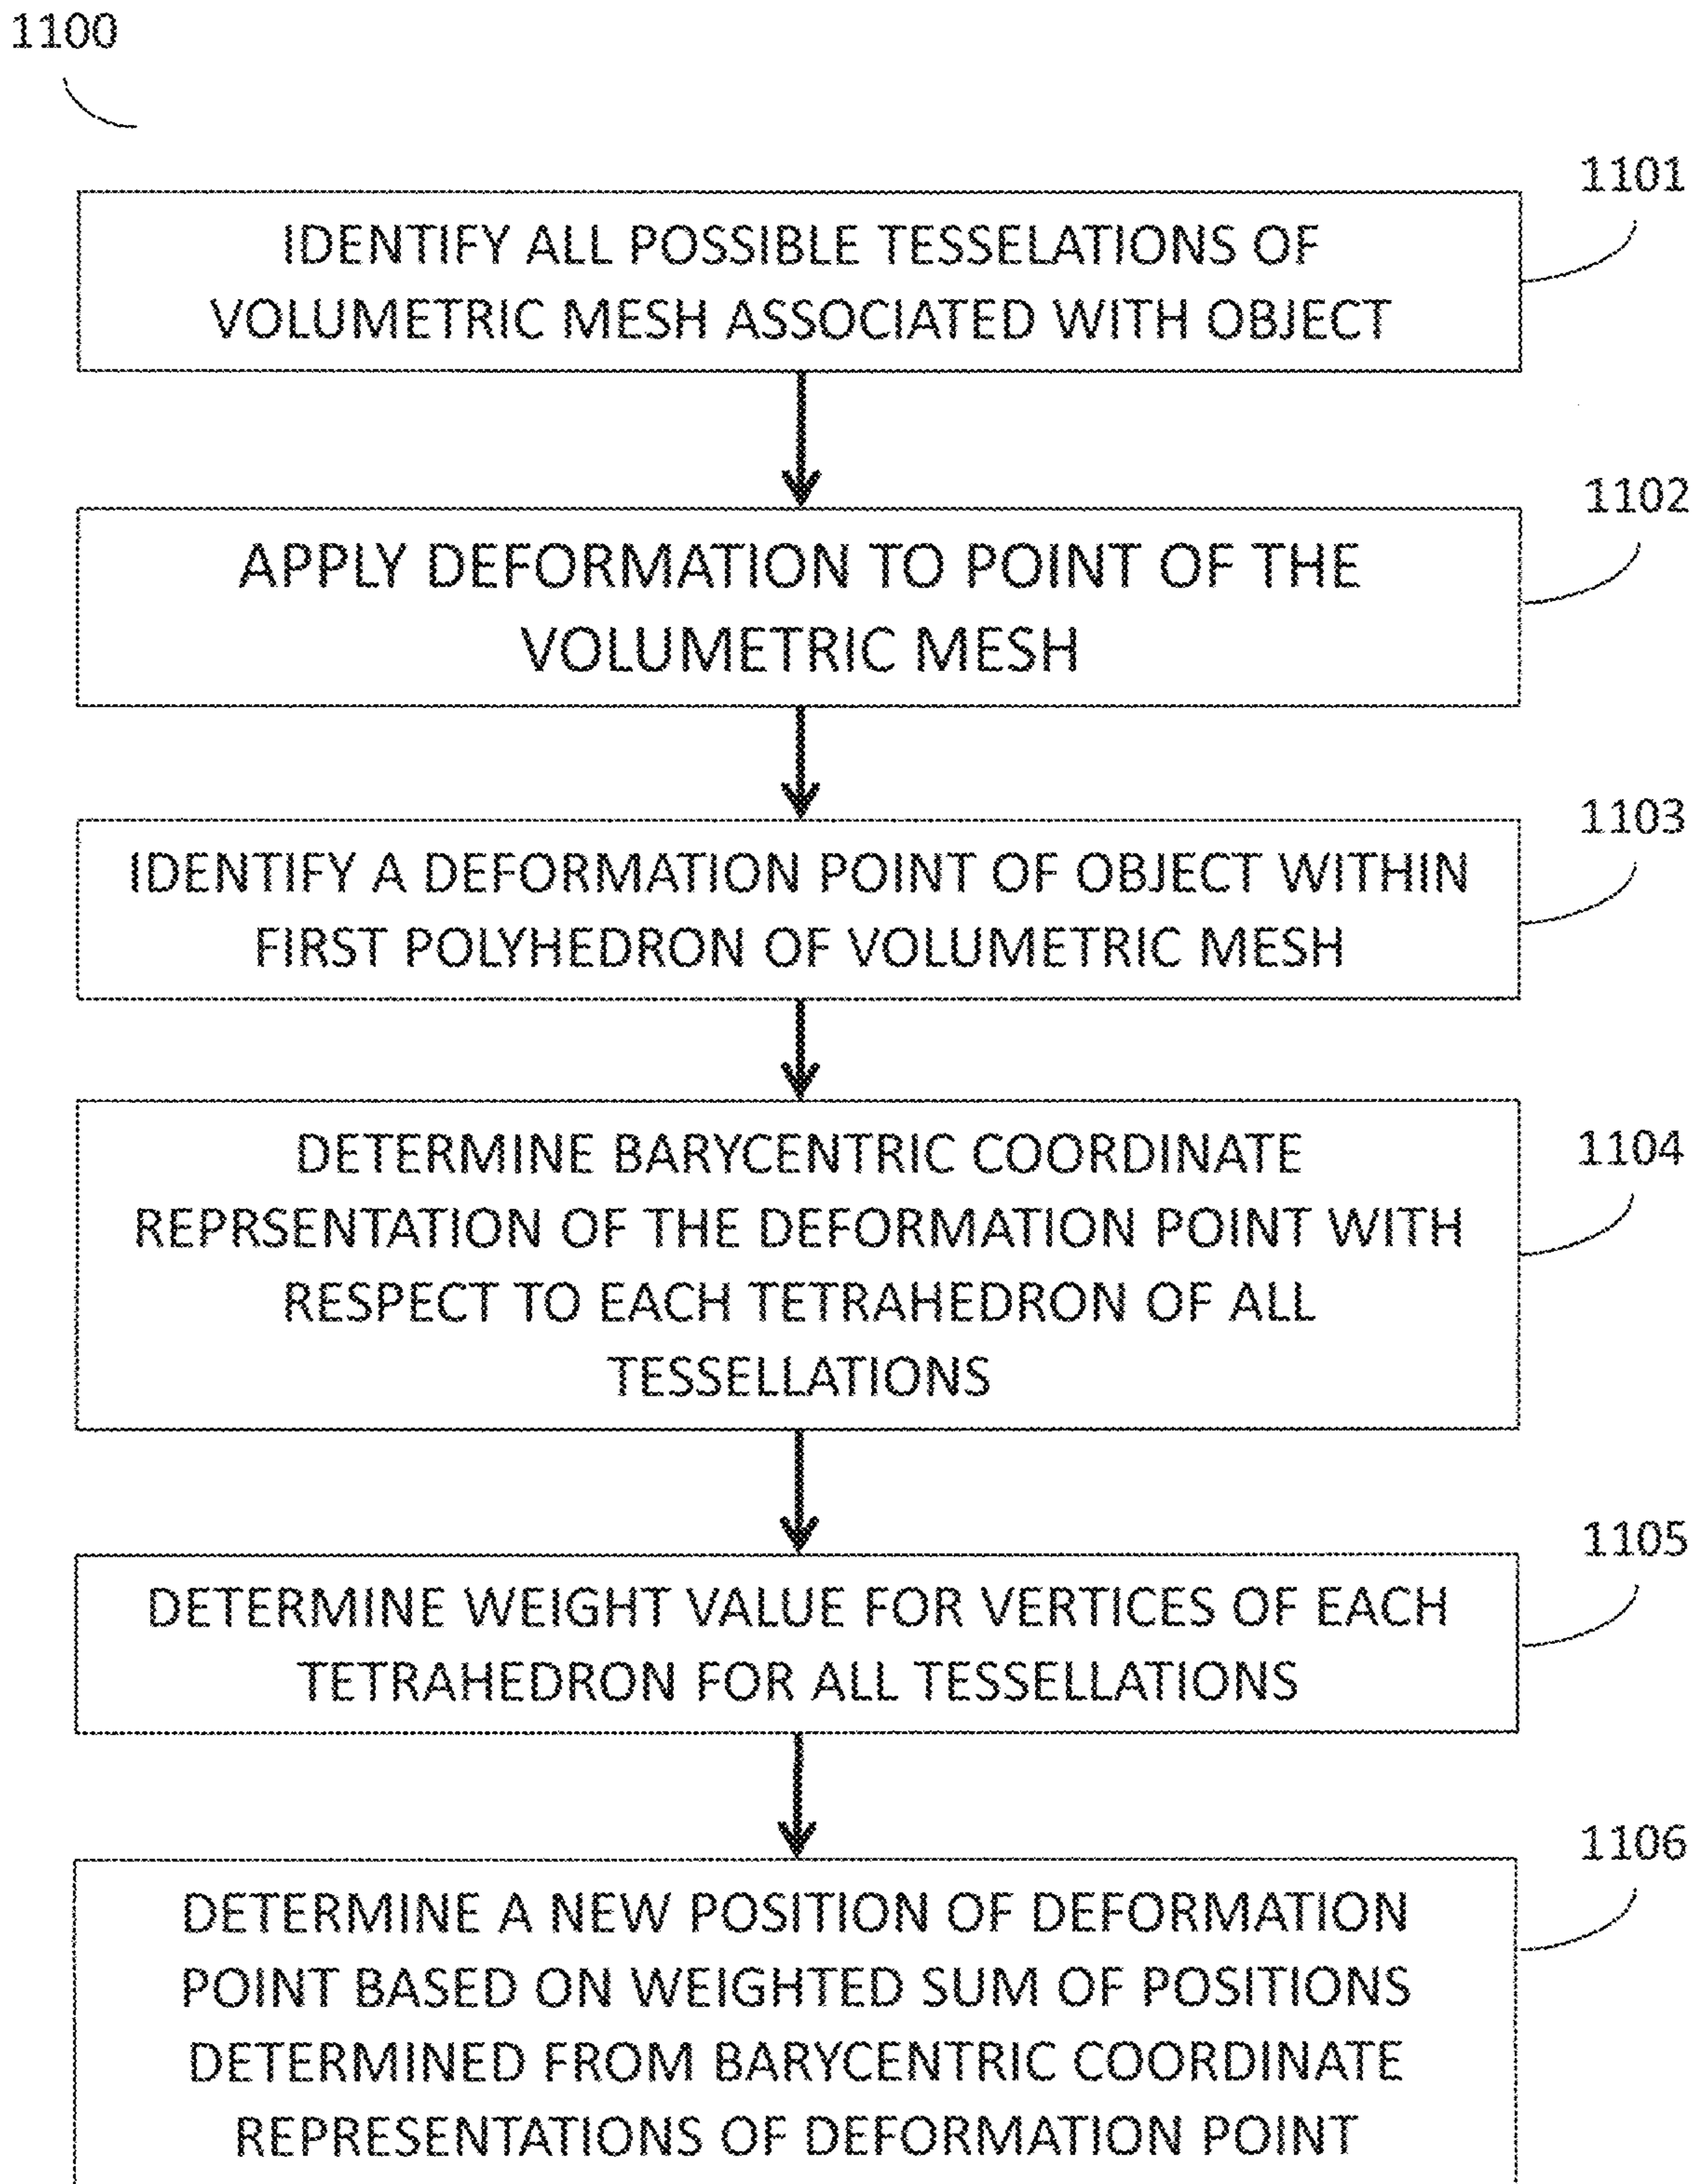 1100
1101
IDENTIFY ALL POSSIBLE TESSELATIONS OF
VOLUMETRIC MESH ASSOCIATED WITH OBJECT
1102
APPLY DEFORMATION TO POINT OF THE
VOLUMETRIC MESH
1103
IDENTIFY A DEFORMATION POINT OF OBJECT WITHIN
FIRST POLYHEDRON OF VOLUMETRIC MESH
1104
DETERMINE BARYCENTRIC COORDINATE
REPRSENTATION OF THE DEFORMATION POINT WITH
RESPECT TO EACH TETRAHEDRON OF ALL
TESSELLATIONS
1105
DETERMINE WEIGHT VALUE FOR VERTICES OF EACH
TETRAHEDRON FOR ALL TESSELLATIONS
1106
DETERMINE A NEW POSITION OF DEFORMATION
POINT BASED ON WEIGHTED SUM OF POSITIONS
DETERMINED FROM BARYCENTRIC COORDINATE
REPRESENTATIONS OF DEFORMATION POINT